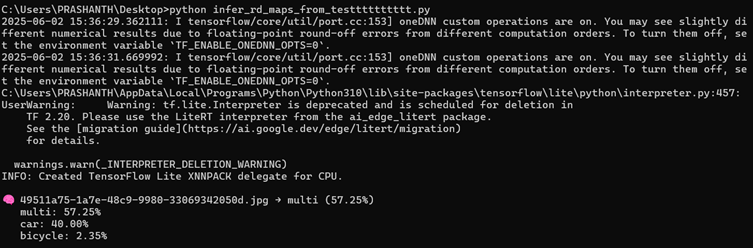 C:\Users\PRASHANTH\Desktop>python infer_rd_maps_from_testttttttttt.py
2025-06-02 15:36:29.362111: I tensorflow/core/util/port.cc:153] oneDNN custom operations are on. You may see slightly di
fferent numerical results due to floating-point round-off errors from different computation orders. To turn them off, se
t the environment variable `TF_ENABLE_ONEDNN_OPTS=0`.
2025-06-02 15:36:31.669992: I tensorflow/core/util/port.cc:153] oneDNN custom operations are on. You may see slightly di
fferent numerical results due to floating-point round-off errors from different computation orders. To turn them off, se
t the environment variable `TF_ENABLE_ONEDNN_OPTS=0`.
C:\Users\PRASHANTH\AppData\Local\Programs\Python\Python310\lib\site-packages\tensorflow\lite\python\interpreter.py:457:
UserWarning:     Warning: tf.lite.Interpreter is deprecated and is scheduled for deletion in
    TF 2.20. Please use the LiteRT interpreter from the ai_edge_litert package.
    See the [migration guide](https://ai.google.dev/edge/litert/migration)
    for details.
  warnings.warn(_INTERPRETER_DELETION_WARNING)
INFO: Created TensorFlow Lite XNNPACK delegate for CPU.
🧠 49511a75-1a7e-48c9-9980-33069342050d.jpg → multi (57.25%)
   multi: 57.25%
   car: 40.00%
   bicycle: 2.35%